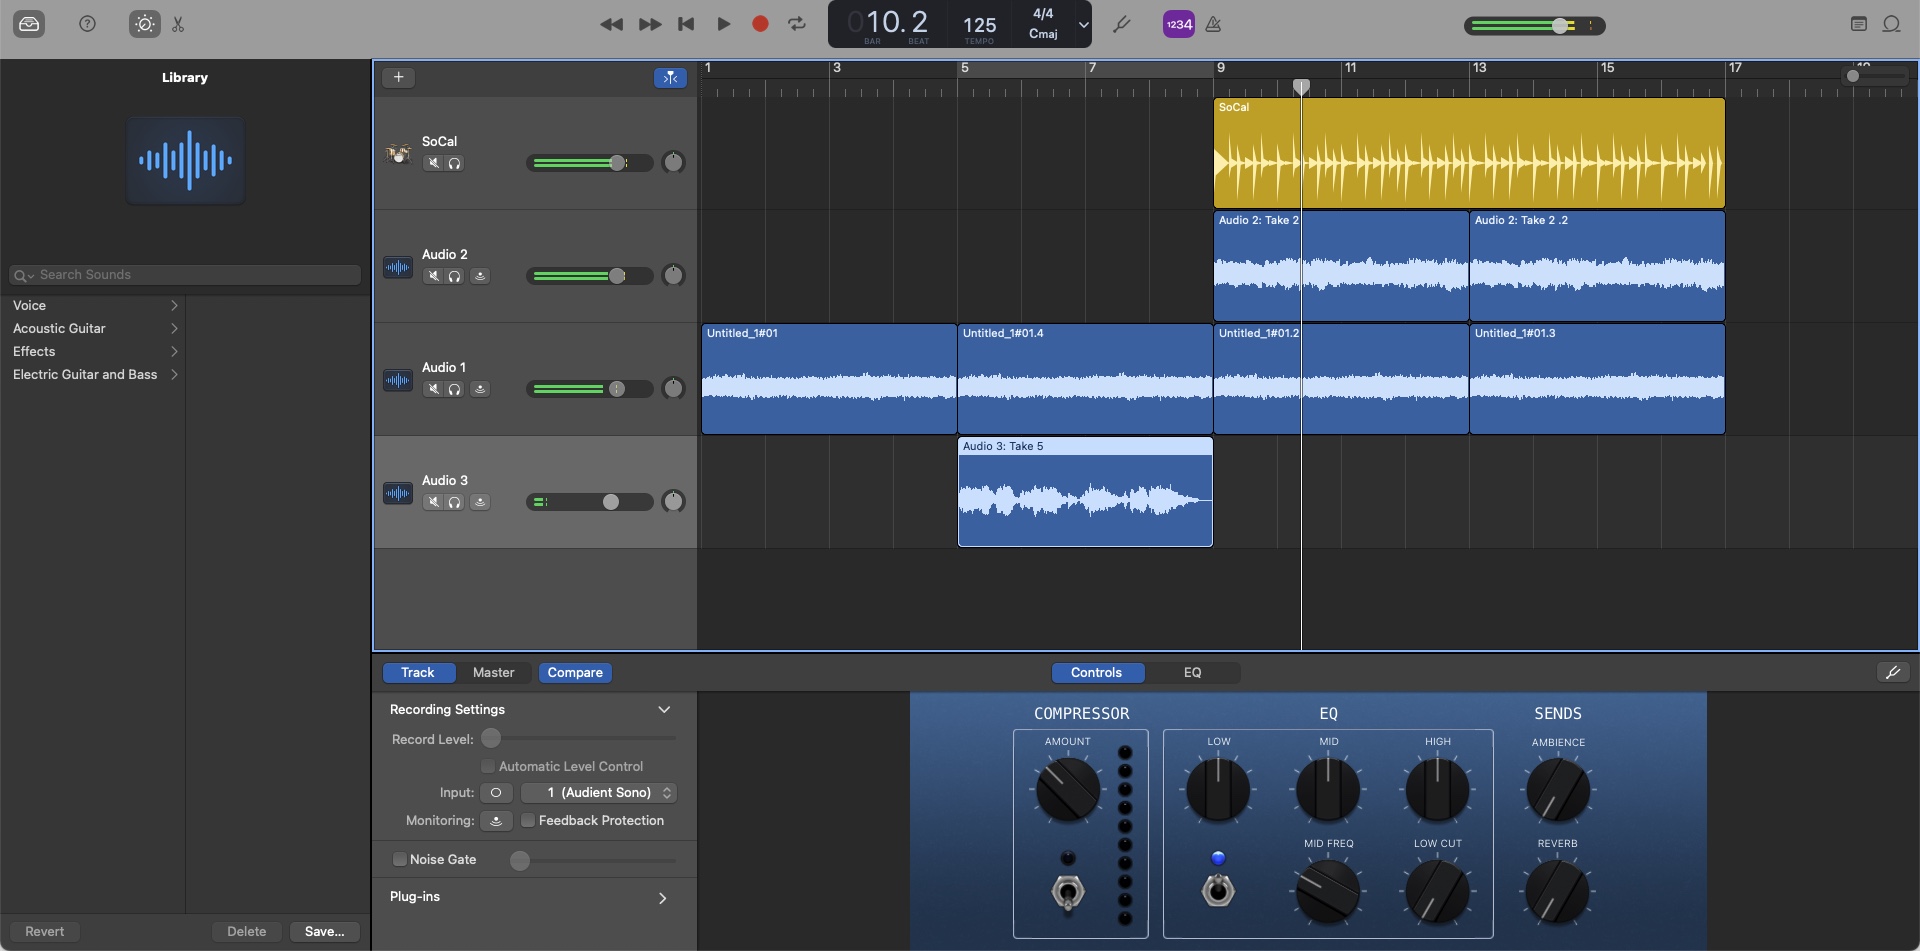 10.2
BAR
BEAT
125
TEMPO
4/4
Cmaj
1234
Library
Search Sounds
Voice
Acoustic Guitar
Effects
Electric Guitar and Bass
Revert
Delete
Save...
+
1
3
5
7
9
11
13
15
17
SoCal
Audio 2
Audio 1
Audio 3
SoCal
Audio 2: Take 2
Audio 2: Take 2 .2
Untitled_1#01
Untitled_1#01.4
Untitled_1#01.2
Untitled_1#01.3
Audio 3: Take 5
Track
Master
Compare
Controls
EQ
Recording Settings
Record Level:
Automatic Level Control
Input:
1 (Audient Sono)
Monitoring:
Feedback Protection
Noise Gate
Plug-ins
COMPRESSOR
EQ
SENDS
AMOUNT
LOW
MID
HIGH
AMBIENCE
MID FREQ
LOW CUT
REVERB